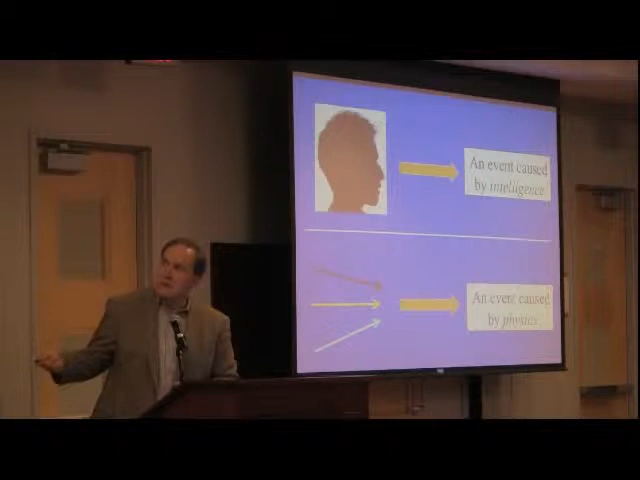 An event caused
by intelligence
An event caused
by physics